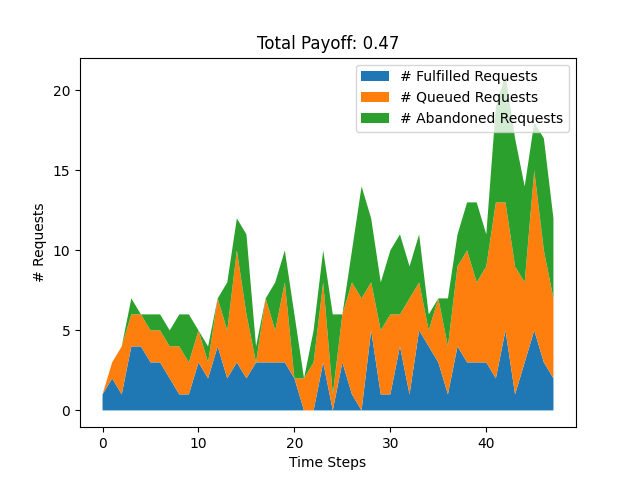 Total Payoff: 0.47
# Fulfilled Requests
# Queued Requests
# Abandoned Requests
20
15
10
5
0
# Requests
0
10
20
30
40
Time Steps